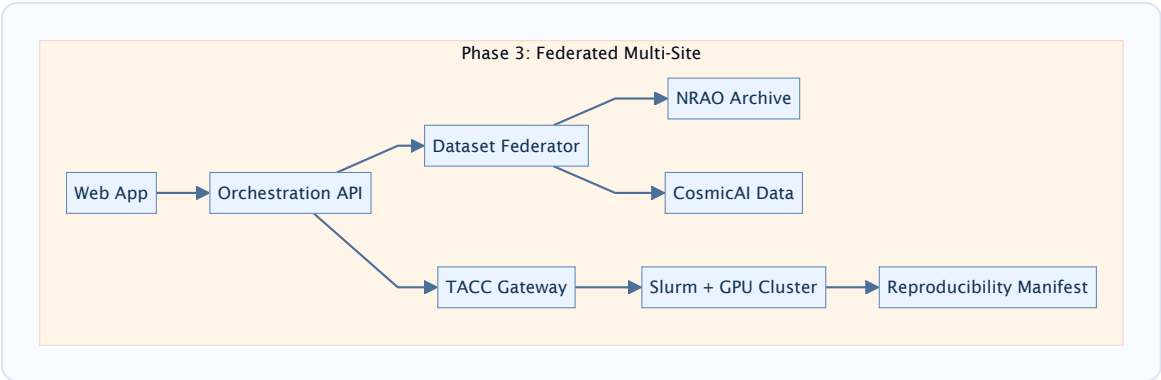 Phase 3: Federated Multi-Site
NRAO Archive
Dataset Federator
Web App
Orchestration API
CosmicAI Data
TACC Gateway
Slurm + GPU Cluster
Reproducibility Manifest